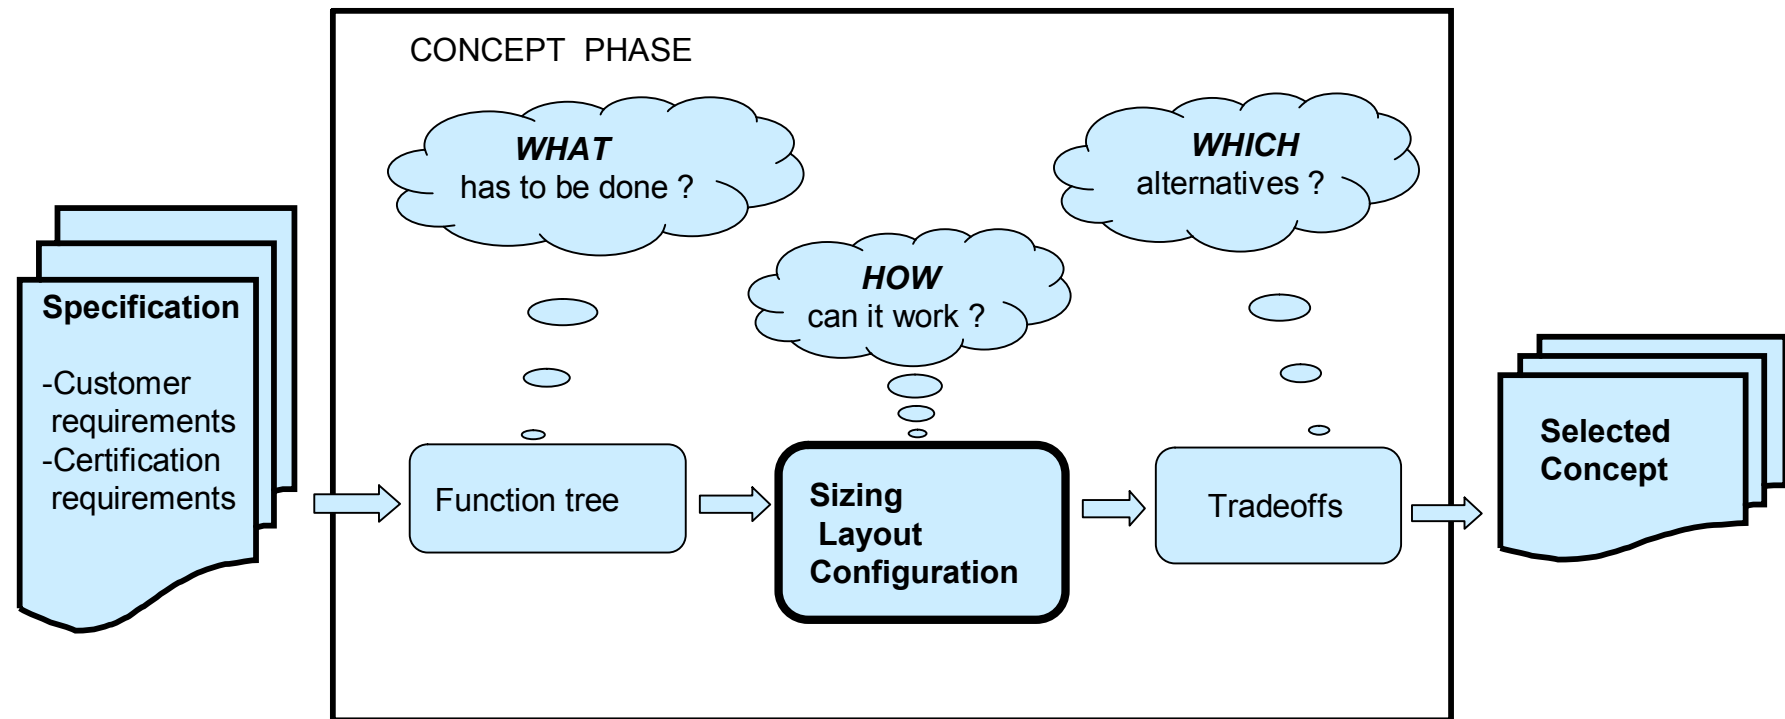 CONCEPT PHASE
WHAT
has to be done ?
WHICH
alternatives ?
HOW
can it work ?
Specification
-Customer
requirements
-Certification
requirements
Function tree
Sizing
Layout
Configuration
Tradeoffs
Selected
Concept